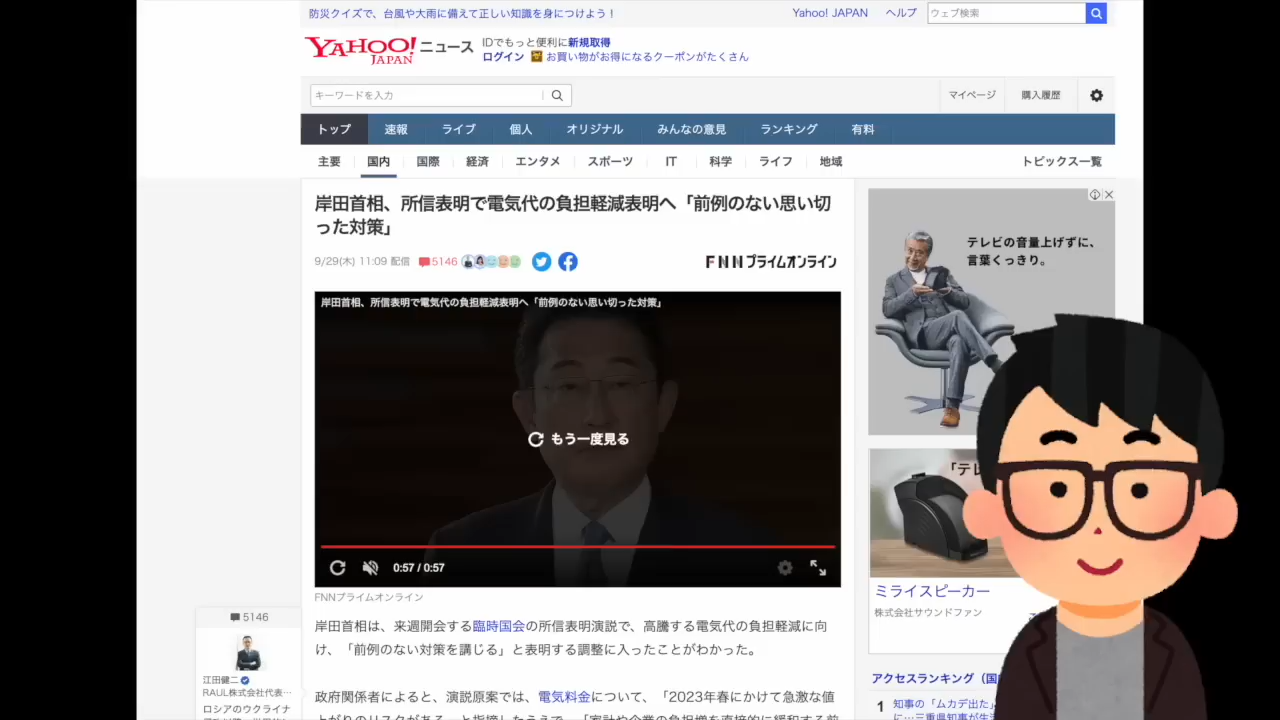 防災クイズで、台風や大雨に備えて正しい知識を身につけよう！
Yahoo! JAPAN ヘルプ ウェブ検索
YAHOO! JAPAN ニュース
IDでもっと便利に新規取得
ログイン お買い物がお得になるクーポンがたくさん
キーワードを入力
マイページ 購入履歴
トップ 速報 ライブ 個人 オリジナル みんなの意見 ランキング 有料
主要 国内 国際 経済 エンタメ スポーツ IT 科学 ライフ 地域 トピックス一覧
岸田首相、所信表明で電気代の負担軽減表明へ「前例のない思い切
った対策」
9/29(木) 11:09 配信 5146
FNNプライムオンライン
岸田首相、所信表明で電気代の負担軽減表明へ「前例のない思い切った対策」
もう一度見る
0:57 / 0:57
FNNプライムオンライン
岸田首相は、来週開会する臨時国会の所信表明演説で、高騰する電気代の負担軽減に向
け、「前例のない対策を講じる」と表明する調整に入ったことがわかった。
政府関係者によると、演説原案では、電気料金について、「2023年春にかけて急激な値
5146
江田健二
RAUL株式会社代表…
ロシアのウクライナ
テレビの音量上げずに、
言葉くっきり。
「テレ
ミライスピーカー
株式会社サウンドファン
アクセスランキング（国
1 知事の「ムカデ出た」
に…三重県知事が生